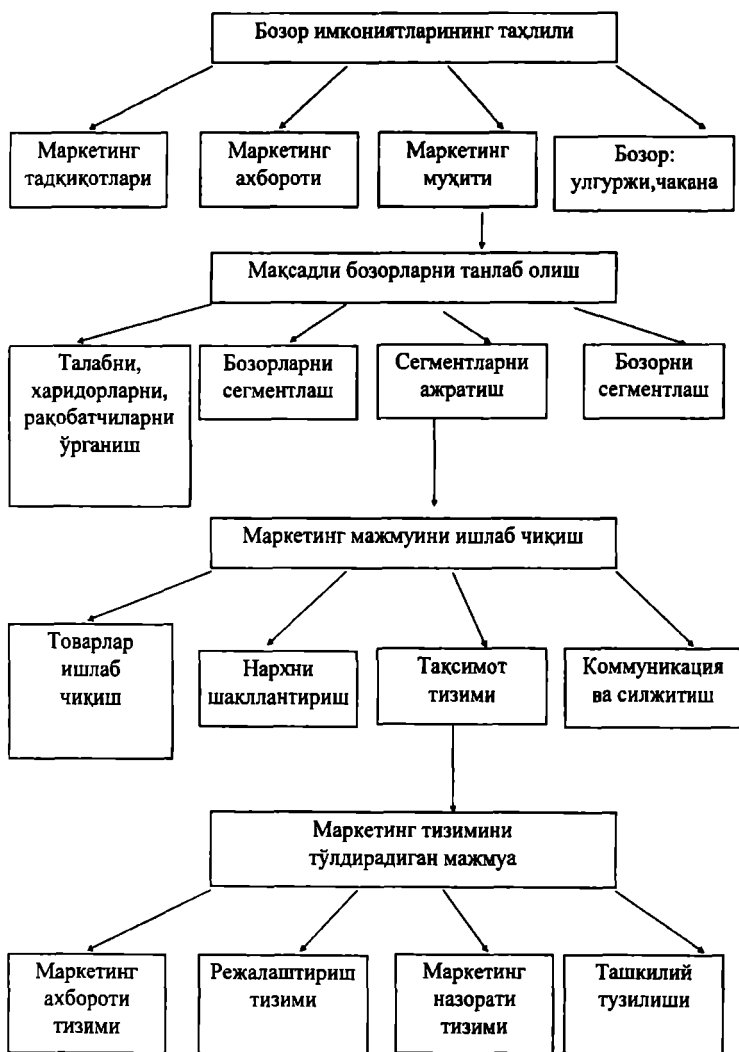 Бозор имкониятларининг таҳлили
Маркетинг
тадқиқотлари
Маркетинг
ахбороти
Маркетинг
муҳити
Бозор:
улгуржи,чакана
Мақсадли бозорларни танлаб олиш
Талабни,
харидорларни,
рақобатчиларни
ўрганиш
Бозорларни
сегментлаш
Сегментларни
ажратиш
Бозорни
сегментлаш
Маркетинг мажмуини ишлаб чиқиш
Товарлар
ишлаб
чиқиш
Нархни
шакллантириш
Тақсимот
тизими
Коммуникация
ва силжитиш
Маркетинг тизимини
тўлдирадиган мажмуа
Маркетинг
ахбороти
тизими
Режалаштириш
тизими
Маркетинг
назорати
тизими
Ташкилий
тузилиши